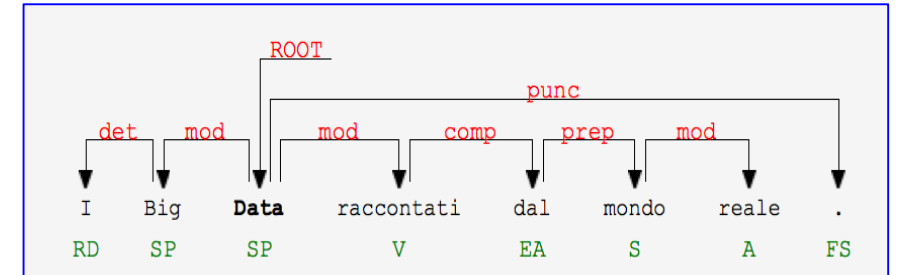 ROOT
punc
det mod mod comp prep mod
I Big Data raccontati dal mondo reale .
RD SP SP V EA S A FS